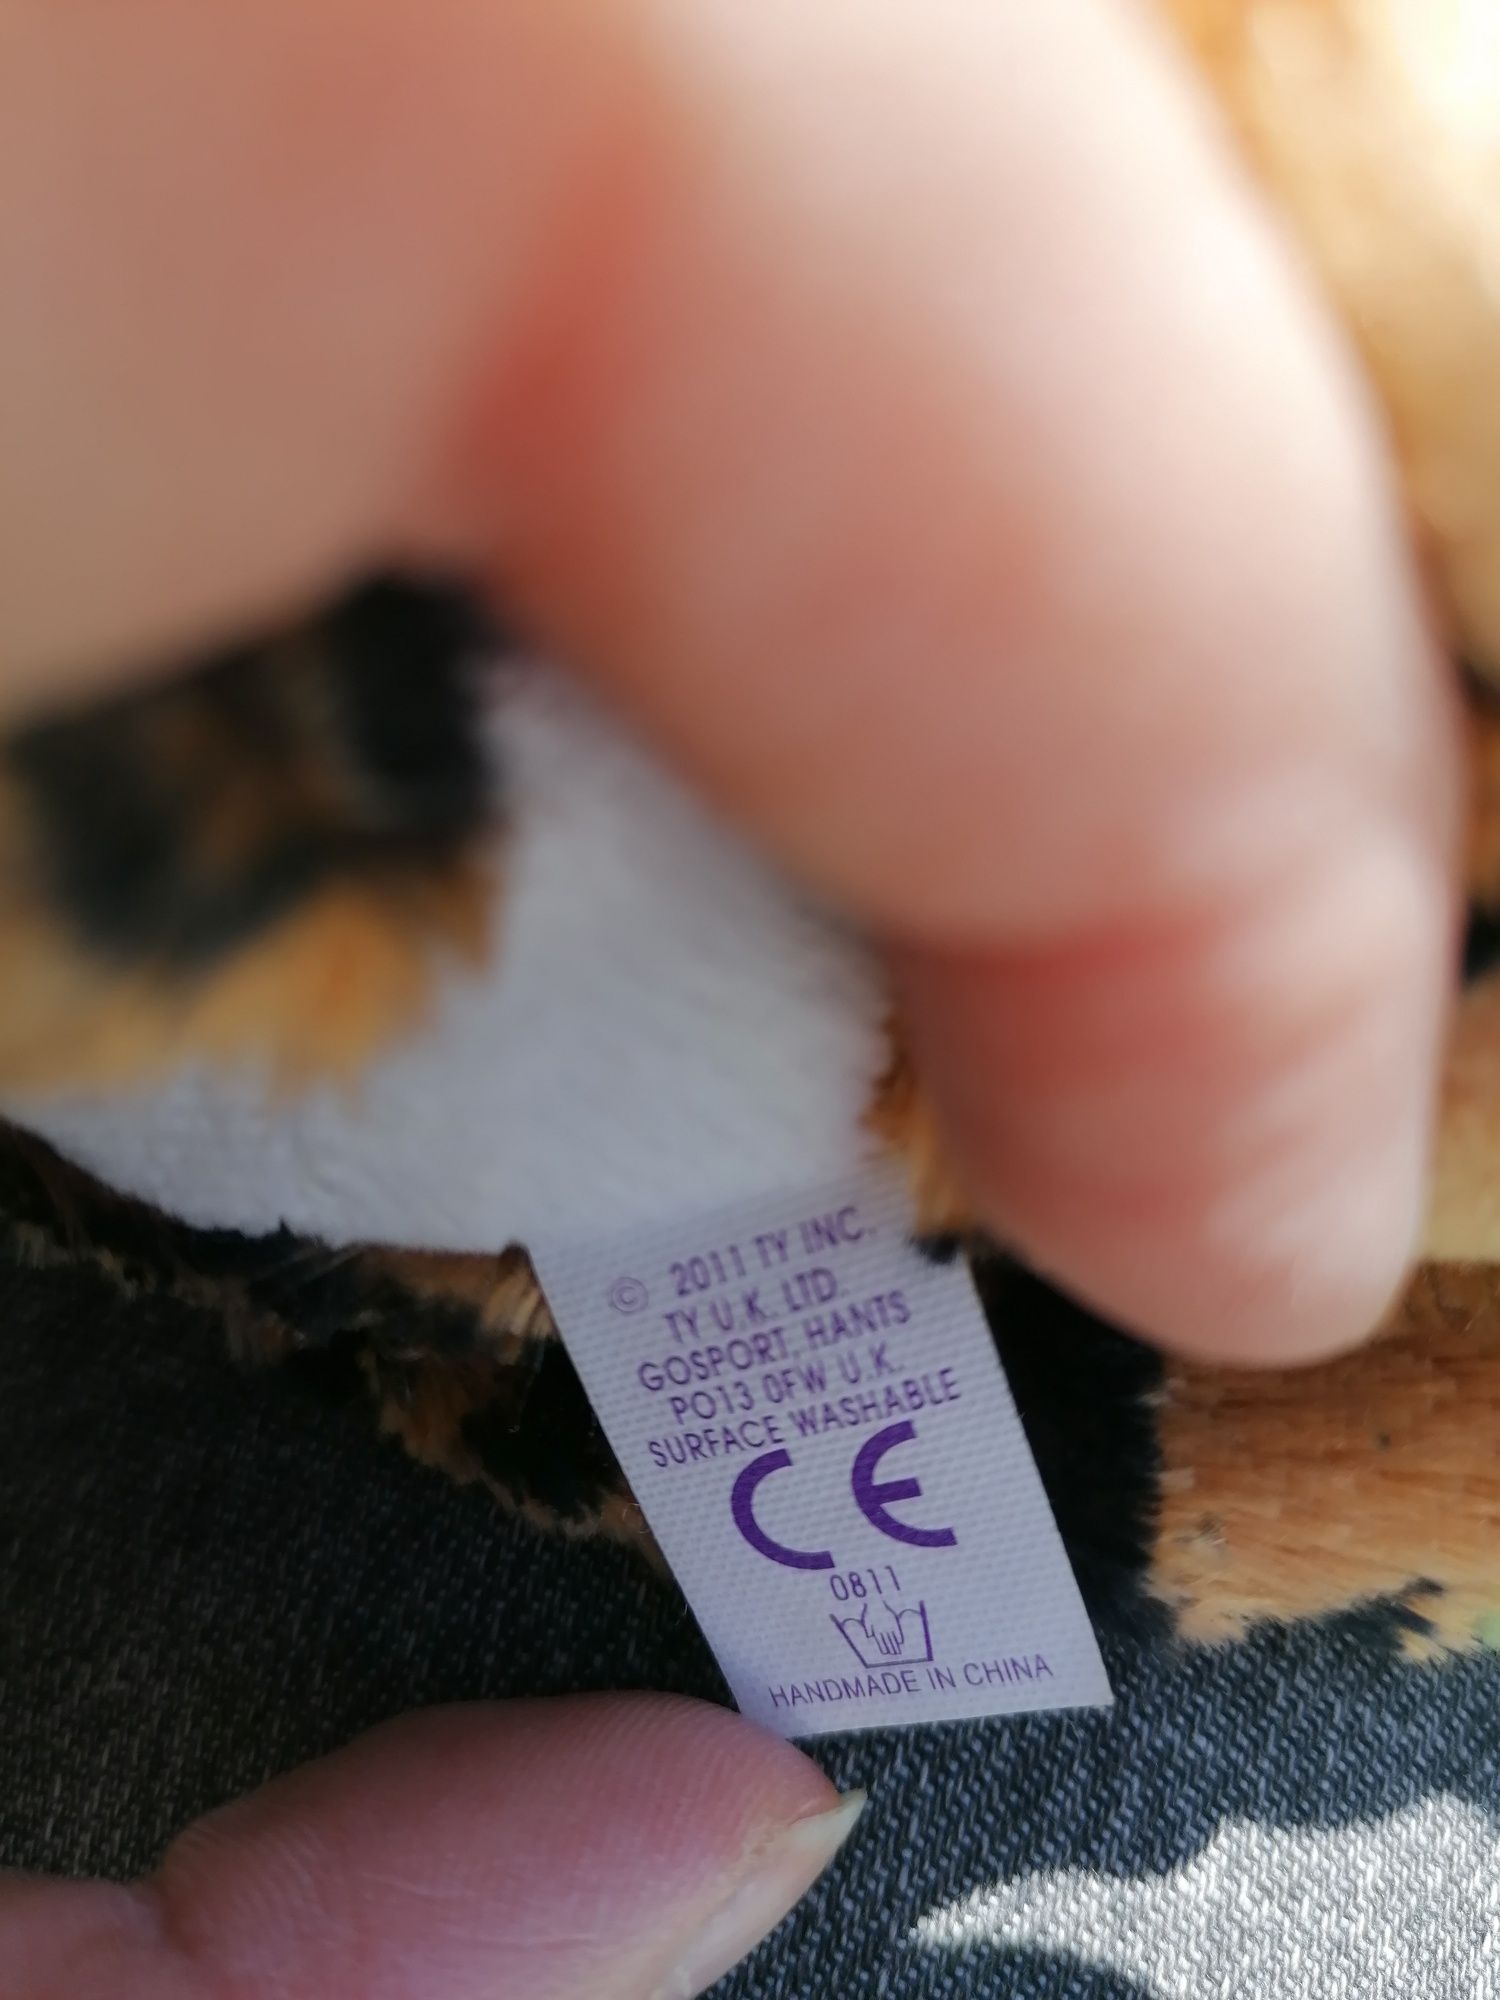 © 2011 TY INC.
TY U.K. LTD.
GOSPORT, HANTS
PO13 0FW U.K.
SURFACE WASHABLE
CE
0811
HANDMADE IN CHINA